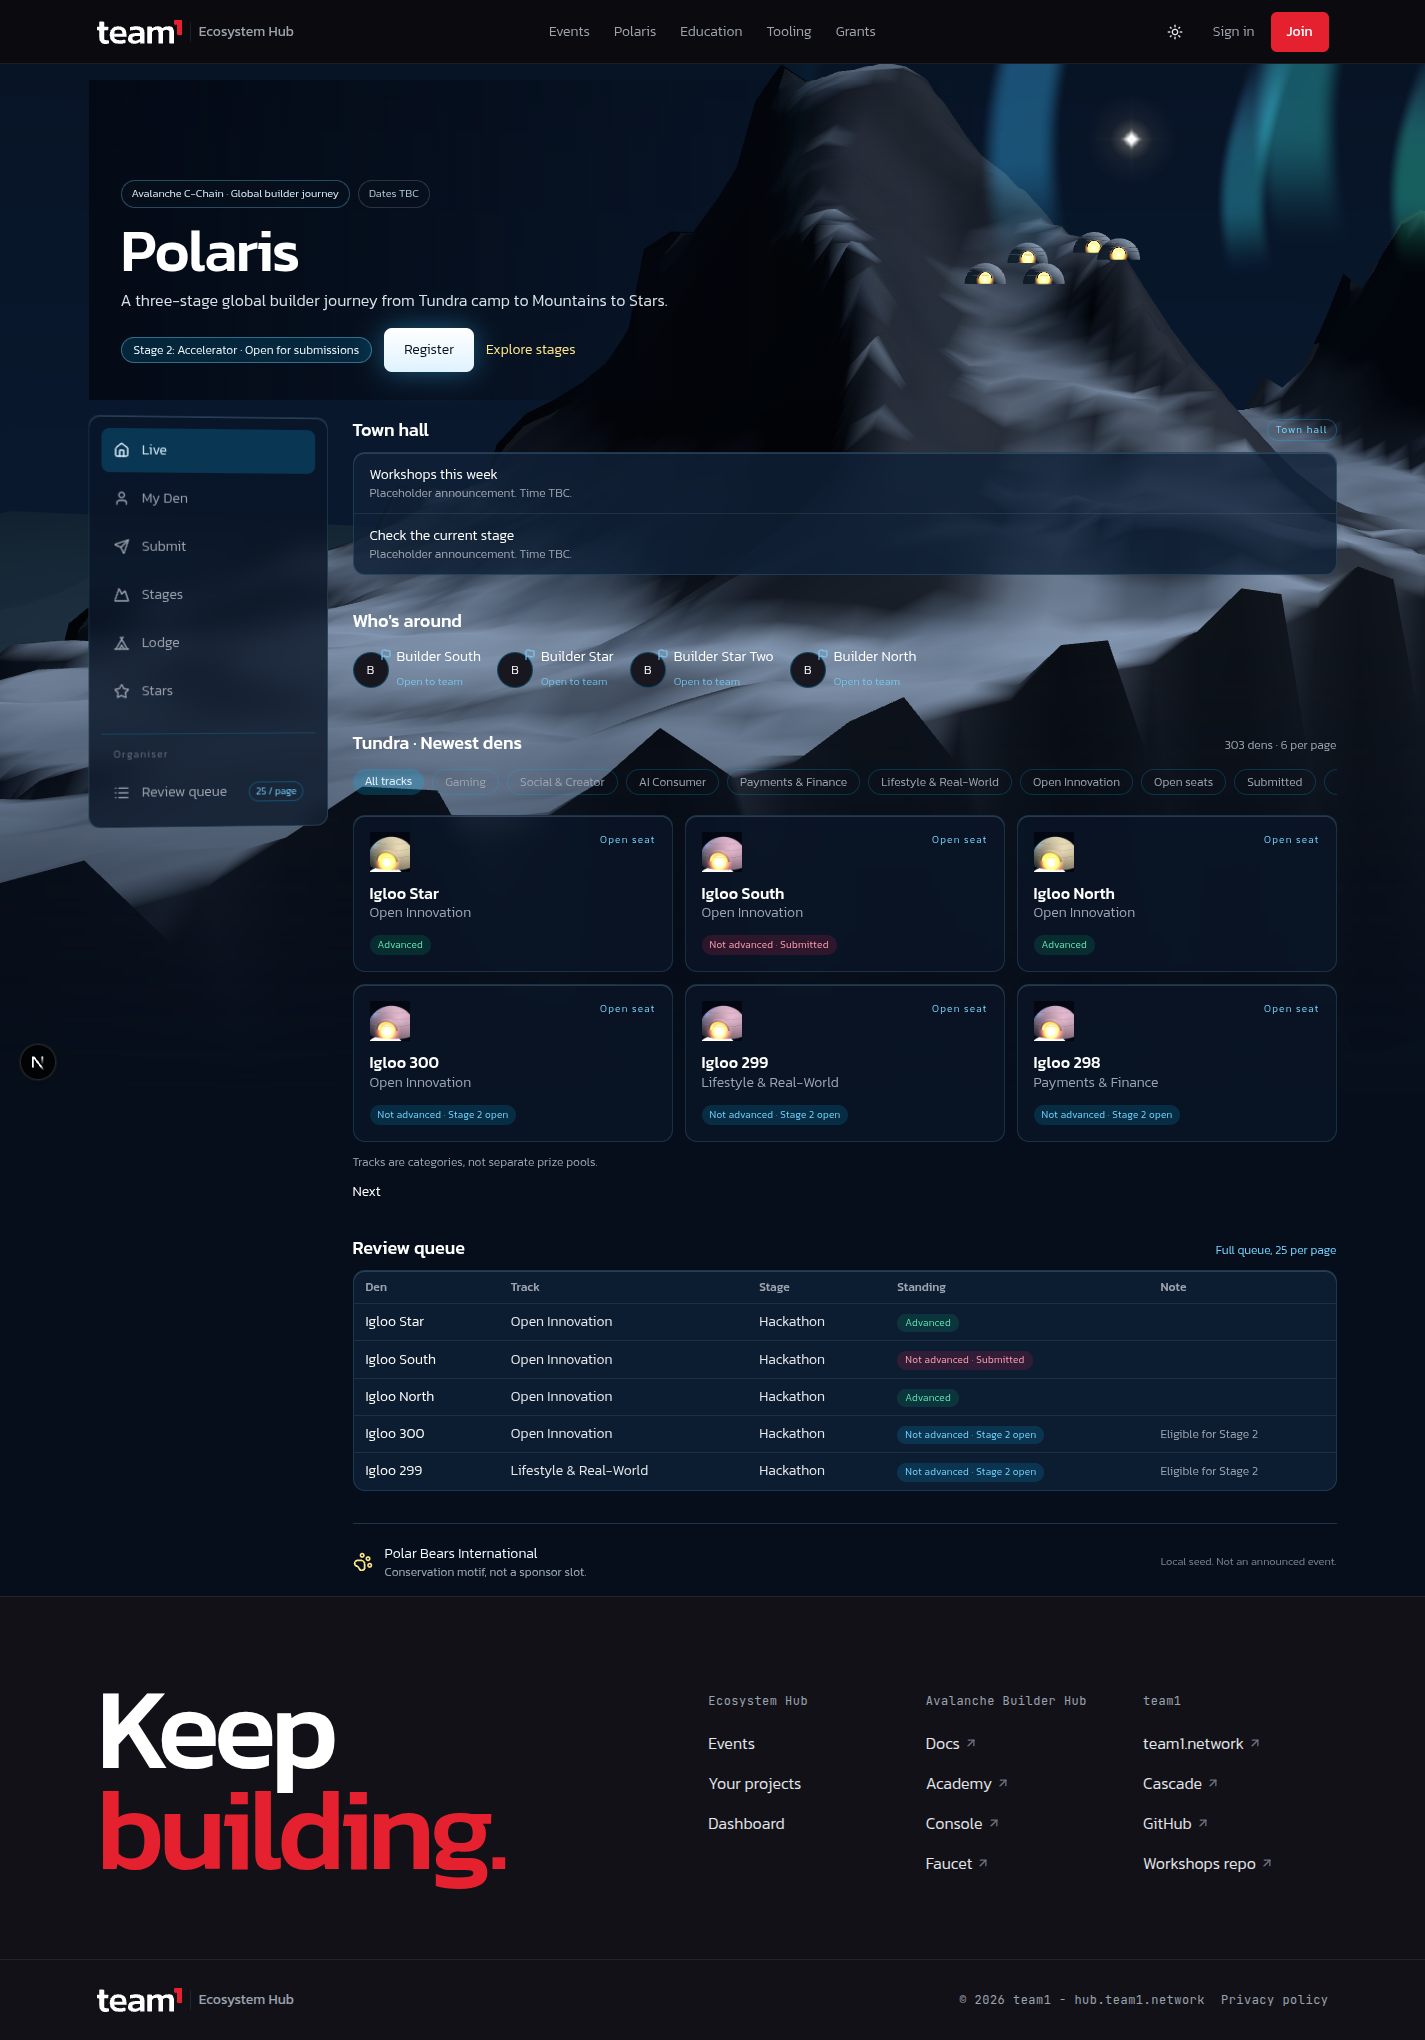 team1 Ecosystem Hub
Events Polaris Education Tooling Grants
Sign in Join
Avalanche C-Chain · Global builder journey Dates TBC
Polaris
A three-stage global builder journey from Tundra camp to Mountains to Stars.
Stage 2: Accelerator · Open for submissions Register Explore stages
Live
My Den
Submit
Stages
Lodge
Stars
Organiser
Review queue 25 / page
Town hall Town hall
Workshops this week
Placeholder announcement. Time TBC.
Check the current stage
Placeholder announcement. Time TBC.
Who's around
B Builder South
Open to team
B Builder Star
Open to team
B Builder Star Two
Open to team
B Builder North
Open to team
Tundra · Newest dens 303 dens · 6 per page
All tracks Gaming Social & Creator AI Consumer Payments & Finance Lifestyle & Real-World Open Innovation Open seats Submitted
Open seat
Igloo Star
Open Innovation
Advanced
Open seat
Igloo South
Open Innovation
Not advanced · Submitted
Open seat
Igloo North
Open Innovation
Advanced
Open seat
Igloo 300
Open Innovation
Not advanced · Stage 2 open
Open seat
Igloo 299
Lifestyle & Real-World
Not advanced · Stage 2 open
Open seat
Igloo 298
Payments & Finance
Not advanced · Stage 2 open
Tracks are categories, not separate prize pools.
Next
Review queue Full queue, 25 per page
Den Track Stage Standing Note
Igloo Star Open Innovation Hackathon Advanced
Igloo South Open Innovation Hackathon Not advanced · Submitted
Igloo North Open Innovation Hackathon Advanced
Igloo 300 Open Innovation Hackathon Not advanced · Stage 2 open Eligible for Stage 2
Igloo 299 Lifestyle & Real-World Hackathon Not advanced · Stage 2 open Eligible for Stage 2
Polar Bears International
Conservation motif, not a sponsor slot.
Local seed. Not an announced event.
N
Keep
building.
Ecosystem Hub
Events
Your projects
Dashboard
Avalanche Builder Hub
Docs
Academy
Console
Faucet
team1
team1.network
Cascade
GitHub
Workshops repo
team1 Ecosystem Hub
© 2026 team1 - hub.team1.network Privacy policy